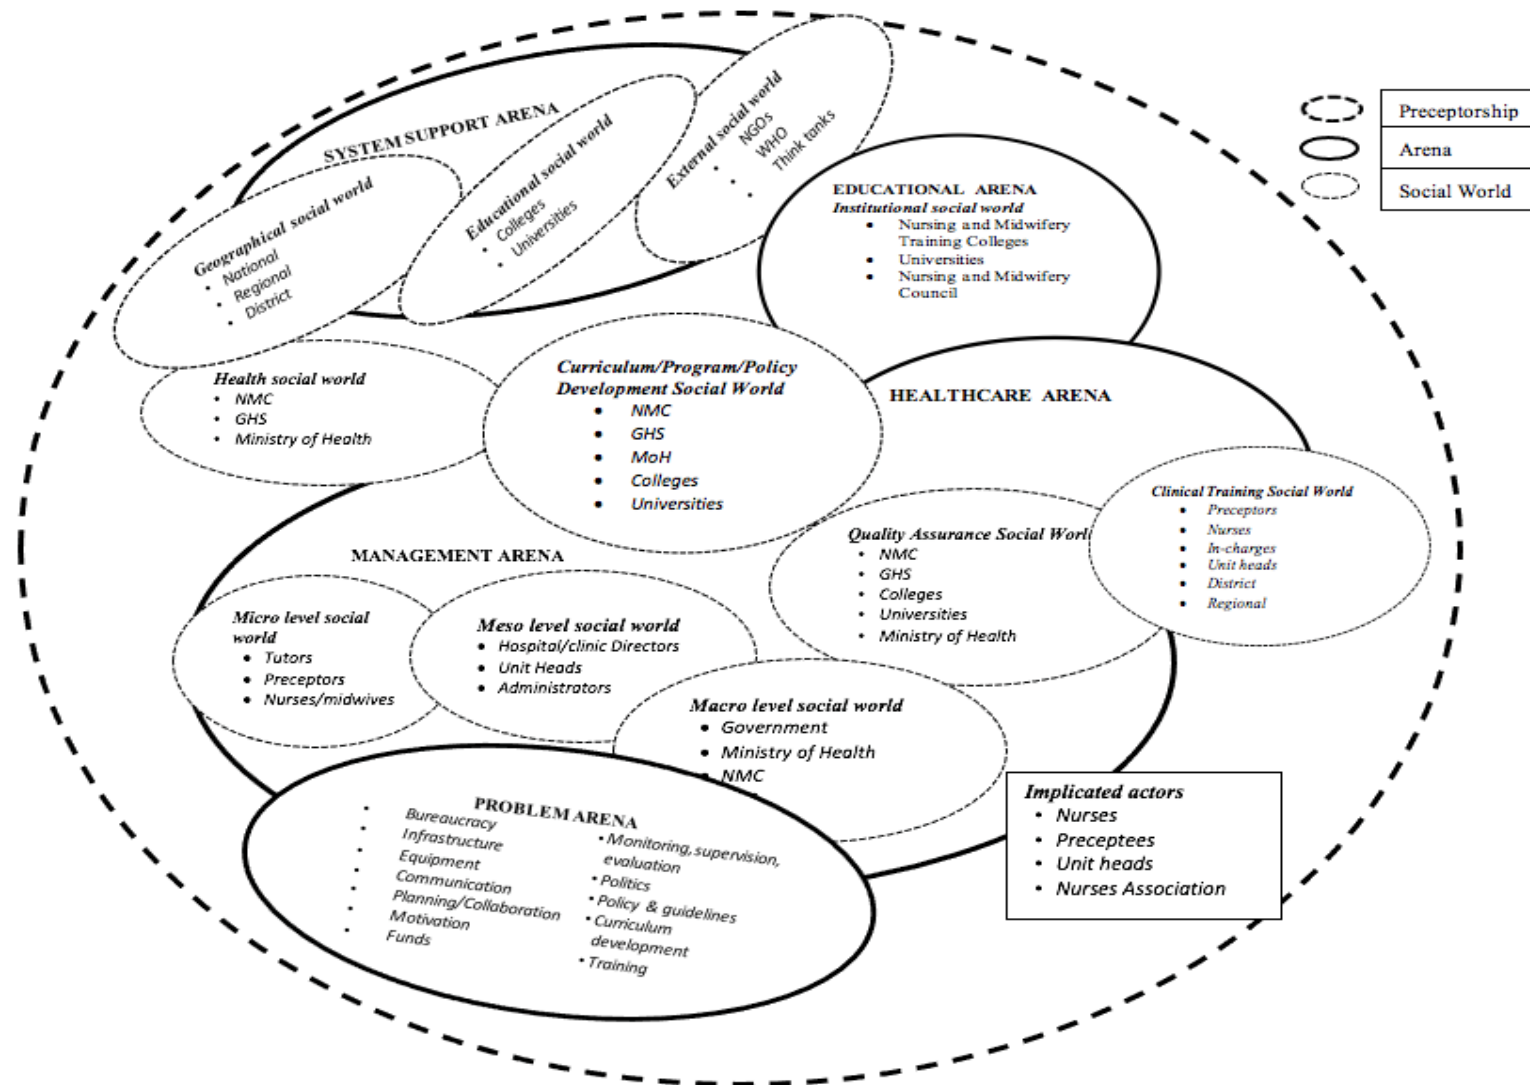 SYSTEM SUPPORT ARENA
Geographical social world
• National
• Regional
• District
Educational social world
• Colleges
• Universities
External social world
• NGOs
• WHO
• Think tanks
EDUCATIONAL ARENA
Institutional social world
• Nursing and Midwifery
Training Colleges
• Universities
• Nursing and Midwifery
Council
Preceptorship
Arena
Social World
Health social world
• NMC
• GHS
• Ministry of Health
Curriculum/Program/Policy
Development Social World
• NMC
• GHS
• MoH
• Colleges
• Universities
HEALTHCARE ARENA
Clinical Training Social World
• Preceptors
• Nurses
• In-charges
• Unit heads
• District
• Regional
Quality Assurance Social World
• NMC
• GHS
• Colleges
• Universities
• Ministry of Health
MANAGEMENT ARENA
Micro level social
world
• Tutors
• Preceptors
• Nurses/midwives
Meso level social world
• Hospital/clinic Directors
• Unit Heads
• Administrators
Macro level social world
• Government
• Ministry of Health
• NMC
PROBLEM ARENA
• Bureaucracy
• Infrastructure
• Equipment
• Communication
• Planning/Collaboration
• Motivation
• Funds
• Monitoring, supervision,
evaluation
• Politics
• Policy & guidelines
• Curriculum
development
• Training
Implicated actors
• Nurses
• Preceptees
• Unit heads
• Nurses Association